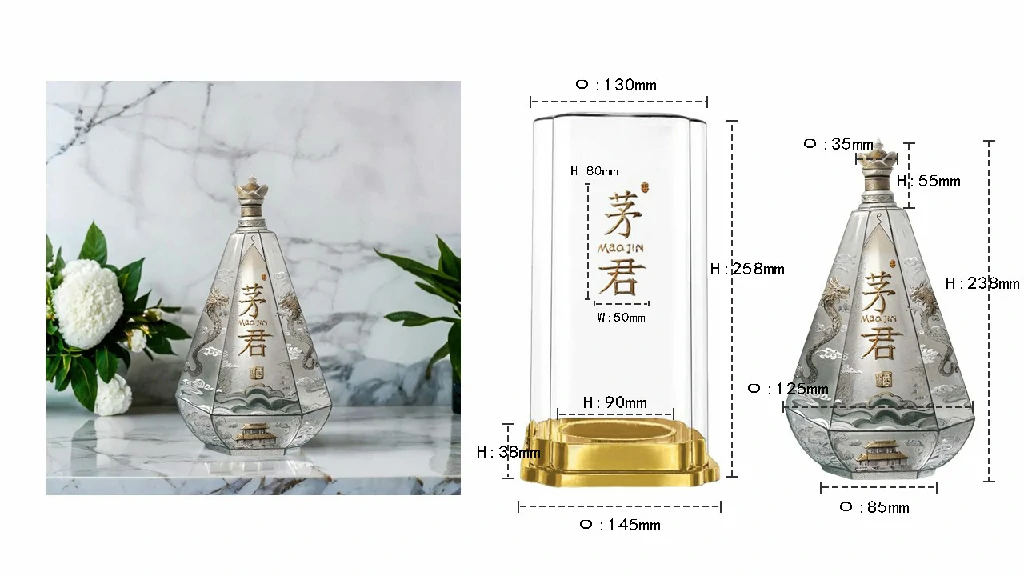 茅
MAOJIN
君
O:130mm
H:80mm
茅
MAOJIN
君
W:50mm
H:258mm
H:90mm
H:38mm
O:145mm
O:35mm
H:55mm
H:238mm
茅
MAOJIN
君
O:125mm
O:85mm